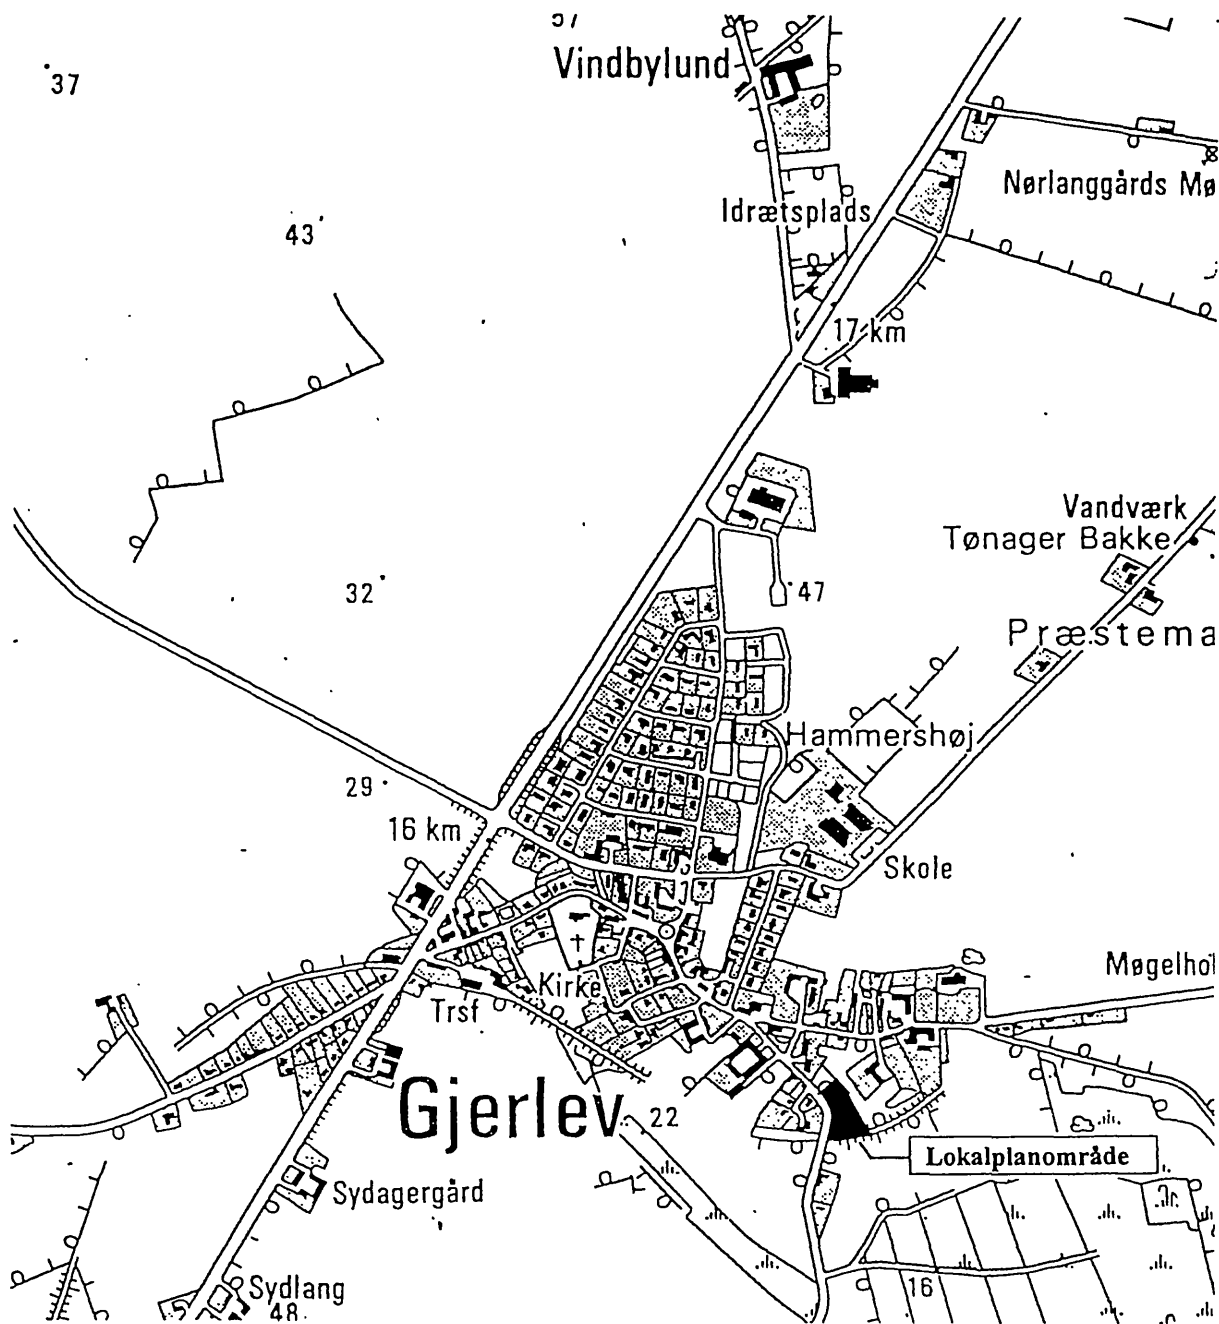 Vindbylund
37
Nørlanggårds Mø
43
Idrætsplads
17 km
Vandværk
Tønager Bakke
32
47
Præstema
Hammershøj
29
16 km
Skole
Møgelhol
Kirke
Trsf
Gjerlev
22
Lokalplanområde
Sydagergård
16
Sydlang
48